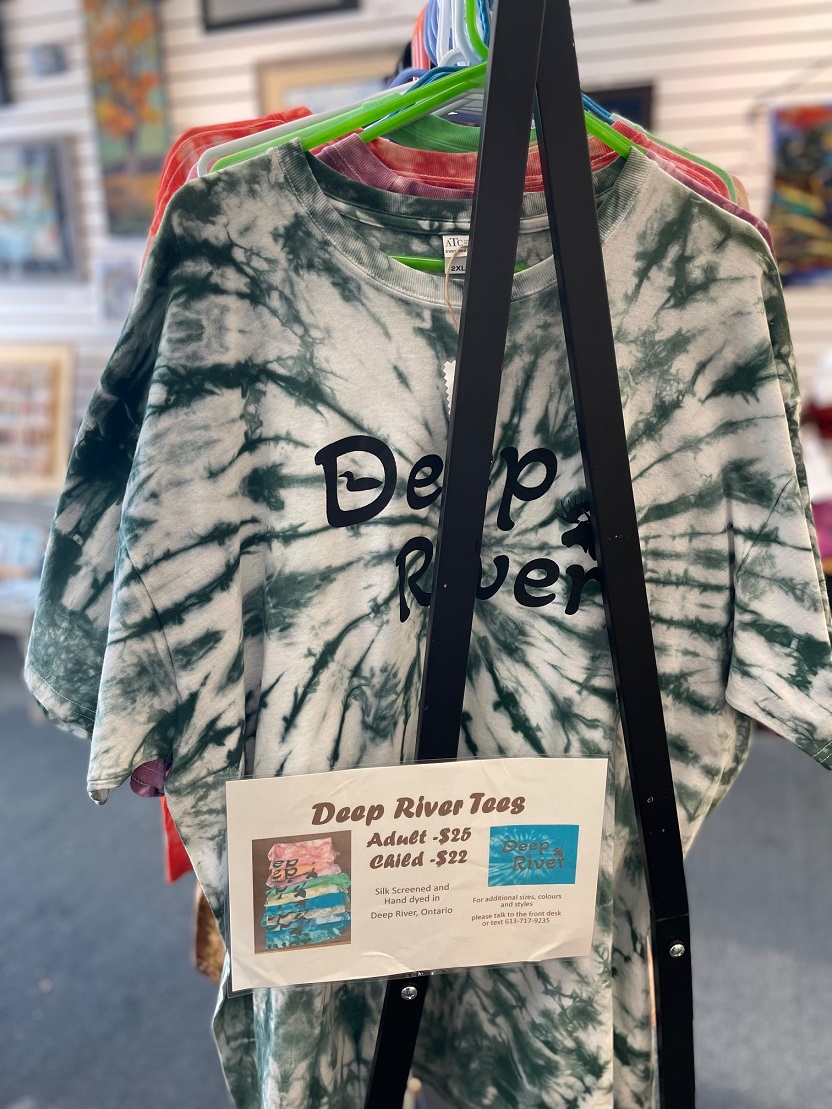 ATC
2XL
Deep
River
Deep River Tees
Adult -$25
Child -$22
Silk Screened and
Hand dyed in
Deep River, Ontario
Deep
River
For additional sizes, colours
and styles
please talk to the front desk
or text 613-717-9235